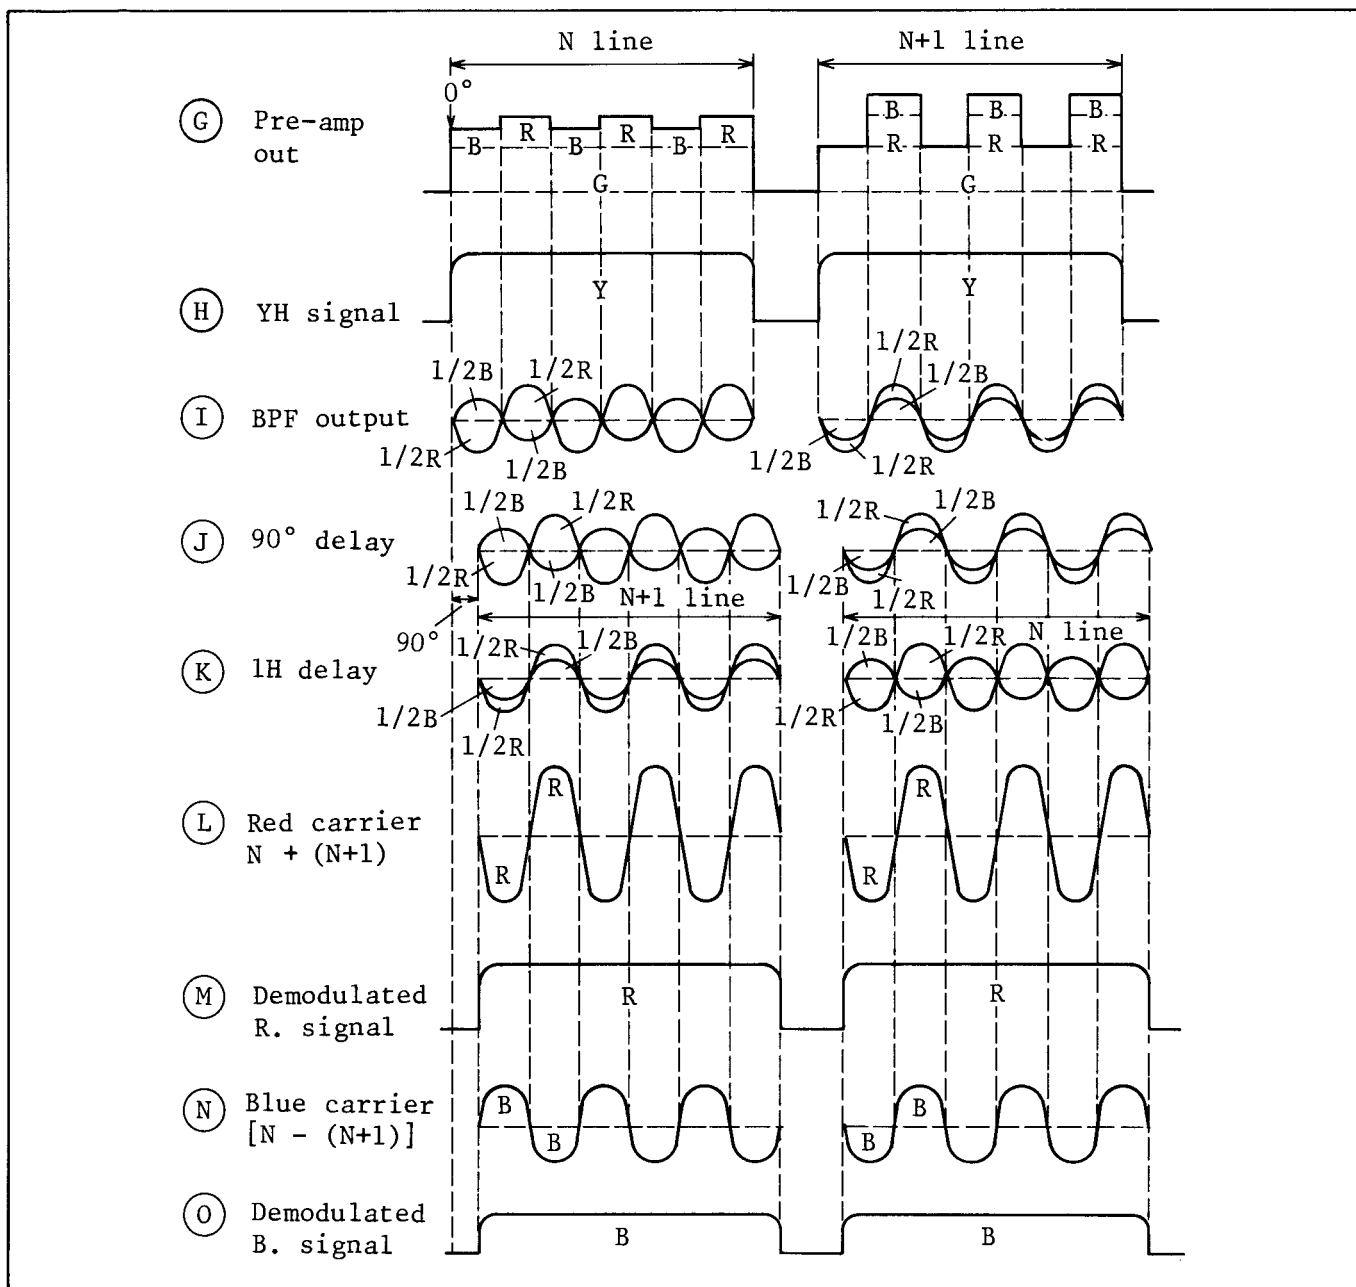 N line
N+1 line
0°
G Pre-amp out
B R B R B R
G
B B B
R R R
G
H YH signal
Y
Y
I BPF output
1/2B 1/2R
1/2R 1/2B
1/2R
1/2B
1/2B 1/2R
J 90° delay
1/2B 1/2R
1/2R 1/2B
1/2R 1/2B
1/2B 1/2R
90°
N+1 line
N line
K 1H delay
1/2R 1/2B
1/2B
1/2R
1/2B 1/2R
1/2R 1/2B
L Red carrier
N + (N+1)
R
R
R
R
M Demodulated
R. signal
R
R
N Blue carrier
[N - (N+1)]
B
B
B
B
O Demodulated
B. signal
B
B